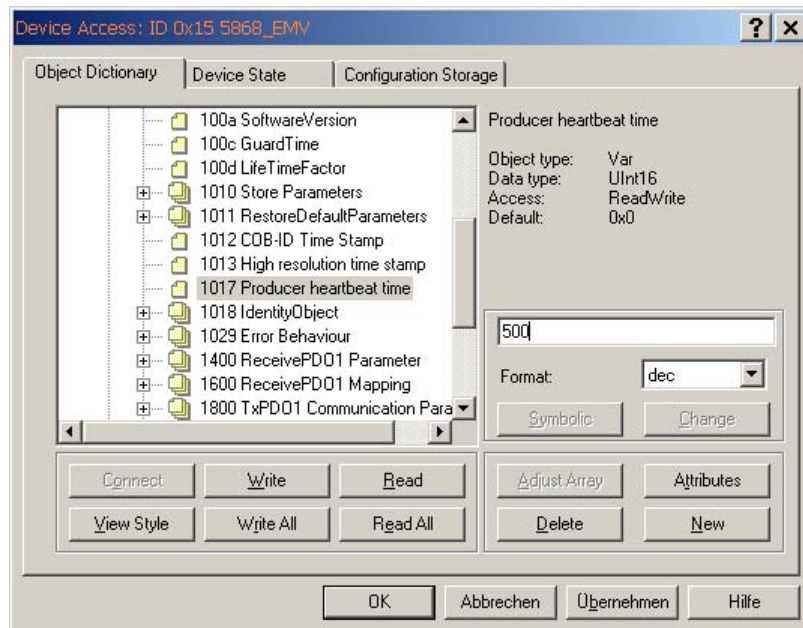 Device Access: ID 0x15 5868_EMV
Object Dictionary
Device State
Configuration Storage
100a SoftwareVersion
100c GuardTime
100d LifeTimeFactor
1010 Store Parameters
1011 RestoreDefaultParameters
1012 COB-ID Time Stamp
1013 High resolution time stamp
1017 Producer heartbeat time
1018 IdentityObject
1029 Error Behaviour
1400 ReceivePDO1 Parameter
1600 ReceivePDO1 Mapping
1800 TxPDO1 Communication Para
Producer heartbeat time
Object type: Var
Data type: UInt16
Access: ReadWrite
Default: 0x0
500
Format: dec
Symbolic Change
Connect Write Read
View Style Write All Read All
Adjust Array Attributes
Delete New
OK Abbrechen Übernehmen Hilfe